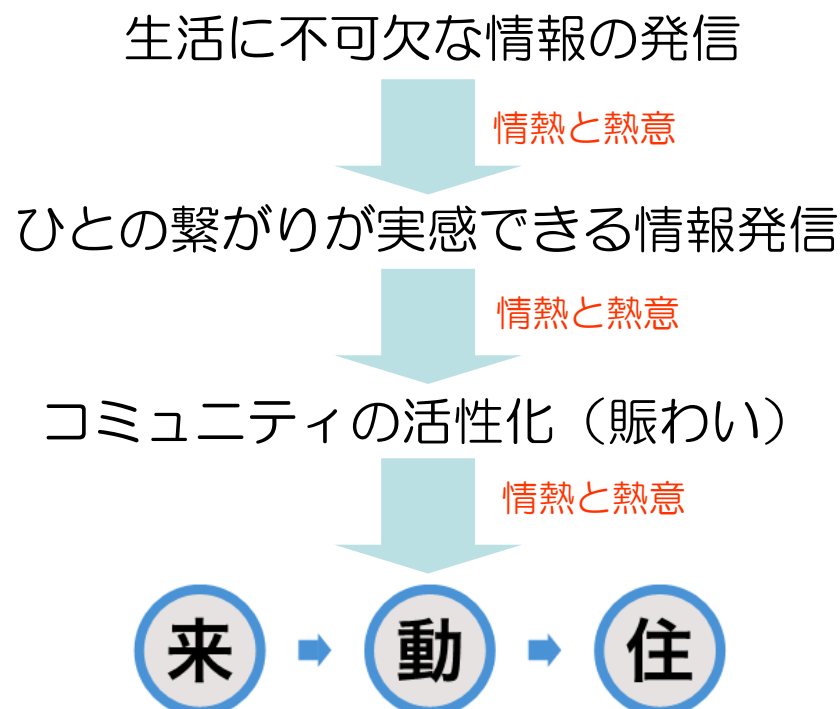 生活に不可欠な情報の発信
情熱と熱意
ひとの繋がりが実感できる情報発信
情熱と熱意
コミュニティの活性化（賑わい）
情熱と熱意
来 動 住